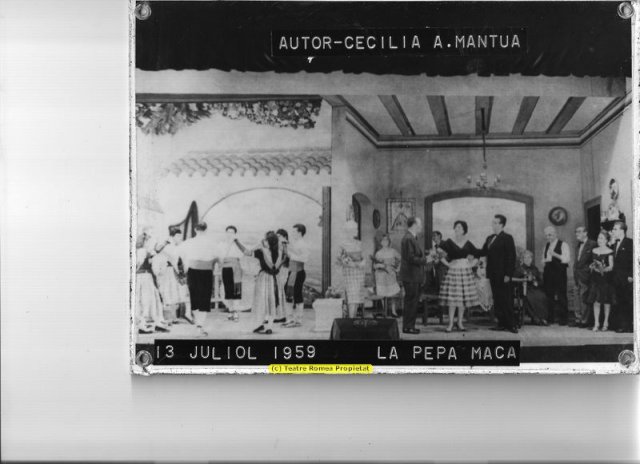 AUTOR-CECILIA A. MANTUA
13 JULIOL 1959 LA PEPA MACA
(c) Teatre Romea Propietat